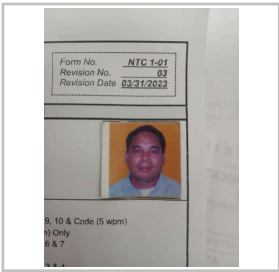 Form No. NTC 1-01
Revision No. 03
Revision Date 03/31/2023
9, 10 & Code (5 wpm)
) Only
6 & 7